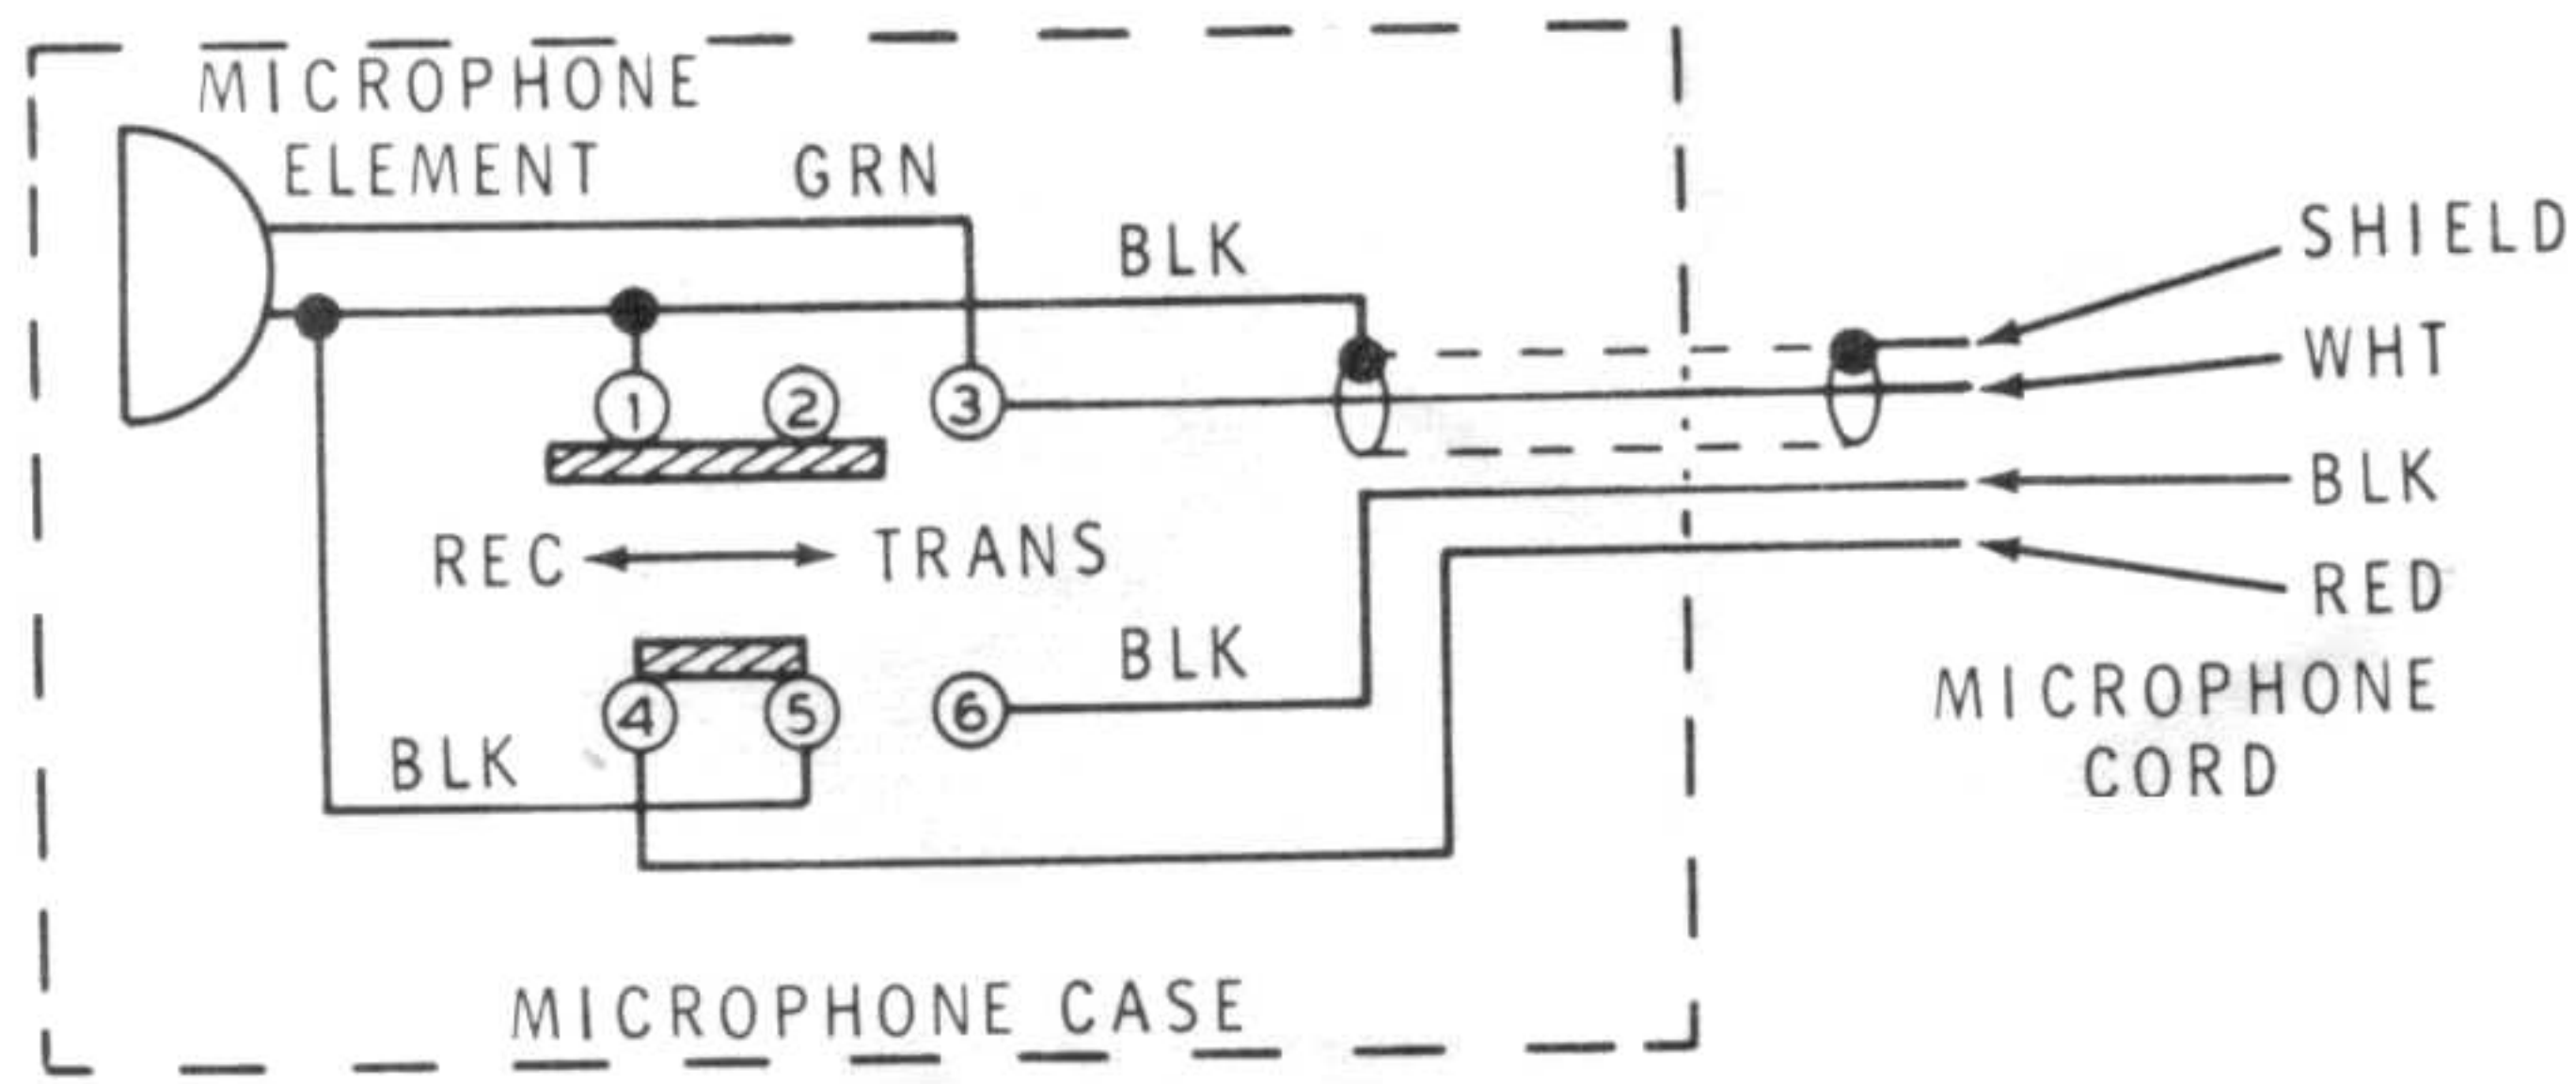 MICROPHONE
ELEMENT
GRN
BLK
SHIELD
WHT
1 2 3
BLK
REC
TRANS
RED
BLK
4 5 6
BLK
MICROPHONE
CORD
MICROPHONE CASE